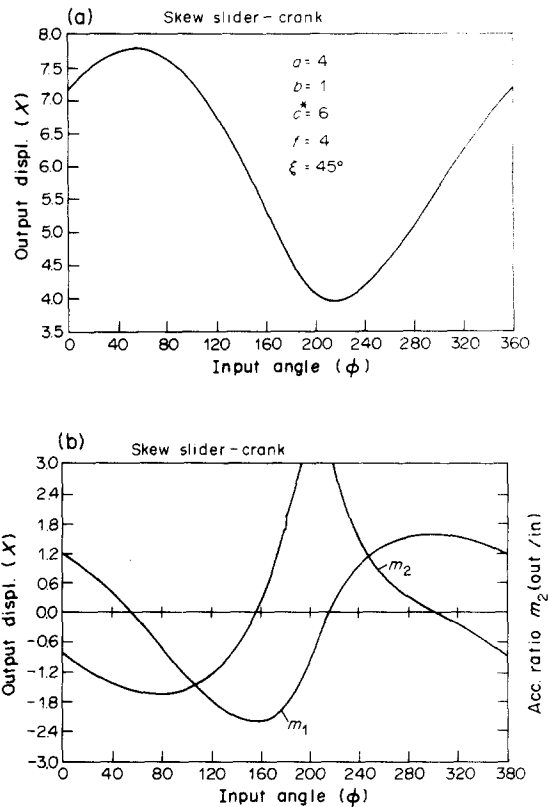 (a)
Skew slider-crank
Output displ. (X)
8.0
7.5
7.0
6.5
6.0
5.5
5.0
4.5
4.0
3.5
a = 4
b = 1
c* = 6
f = 4
ξ = 45°
0 40 80 120 160 200 240 280 320 360
Input angle (ϕ)
(b)
Skew slider-crank
Output displ. (X)
3.0
2.4
1.8
1.2
0.6
0.0
-0.6
-1.2
-1.8
-2.4
-3.0
m2
m1
Acc. ratio m2 (out/in)
0 40 80 120 160 200 240 280 320 380
Input angle (ϕ)